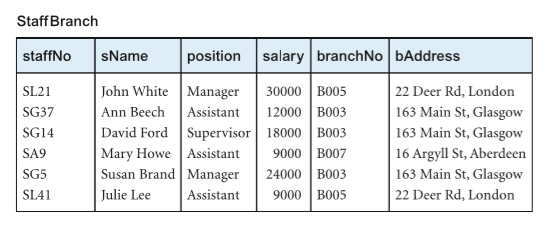 StaffBranch
staffNo sName position salary branchNo bAddress
SL21 John White Manager 30000 B005 22 Deer Rd, London
SG37 Ann Beech Assistant 12000 B003 163 Main St, Glasgow
SG14 David Ford Supervisor 18000 B003 163 Main St, Glasgow
SA9 Mary Howe Assistant 9000 B007 16 Argyll St, Aberdeen
SG5 Susan Brand Manager 24000 B003 163 Main St, Glasgow
SL41 Julie Lee Assistant 9000 B005 22 Deer Rd, London